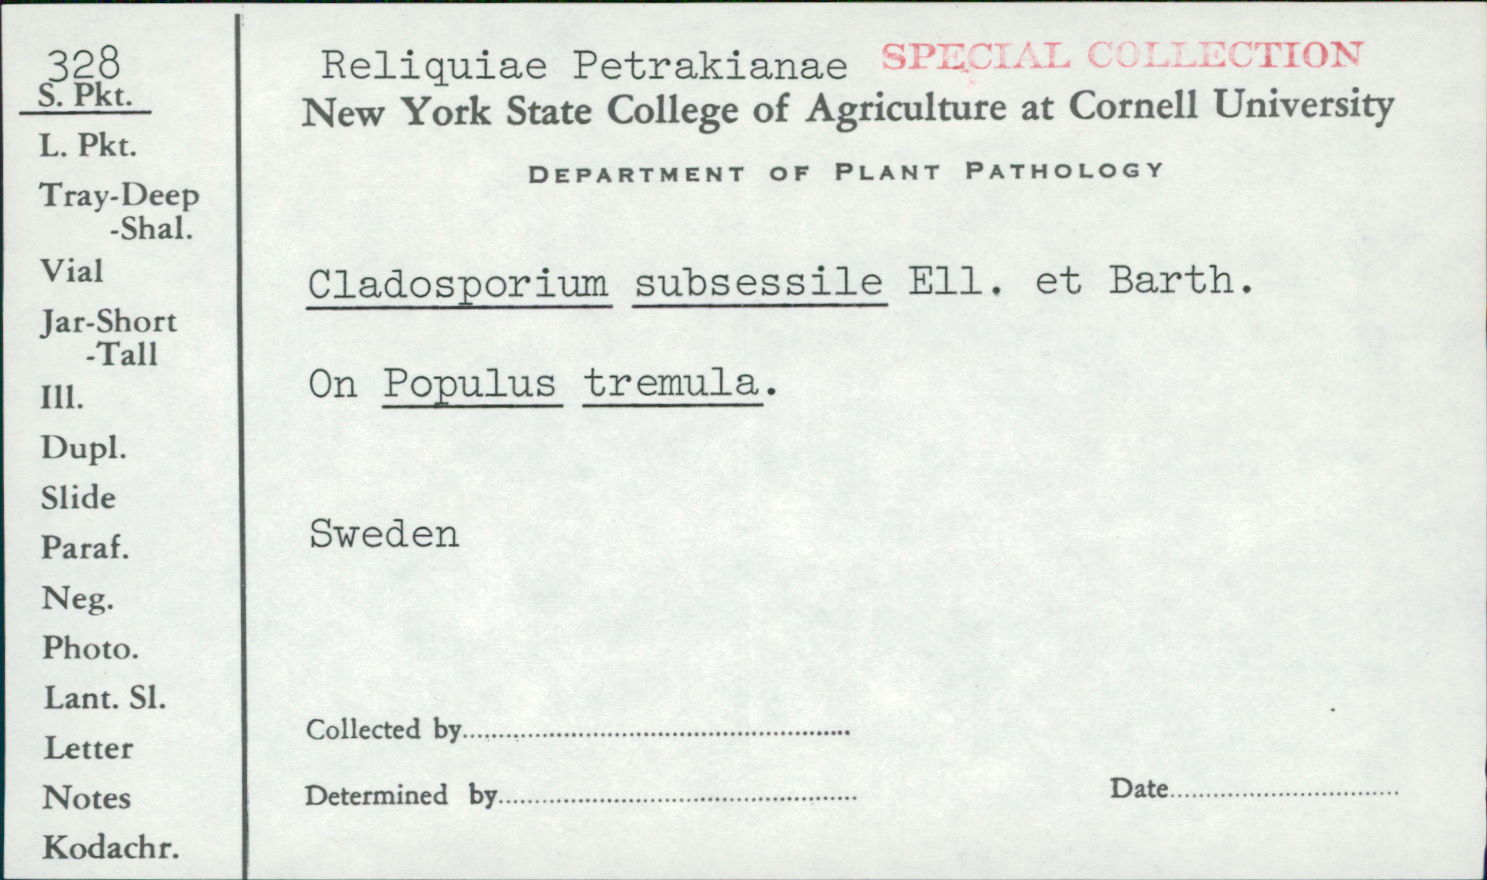 328
S. Pkt.
L. Pkt.
Tray-Deep
-Shal.
Vial
Jar-Short
-Tall
Ill.
Dupl.
Slide
Paraf.
Neg.
Photo.
Lant. Sl.
Letter
Notes
Kodachr.
Reliquiae Petrakianae SPECIAL COLLECTION
New York State College of Agriculture at Cornell University
DEPARTMENT OF PLANT PATHOLOGY
Cladosporium subsessile Ell. et Barth.
On Populus tremula.
Sweden
Collected by
Determined by
Date